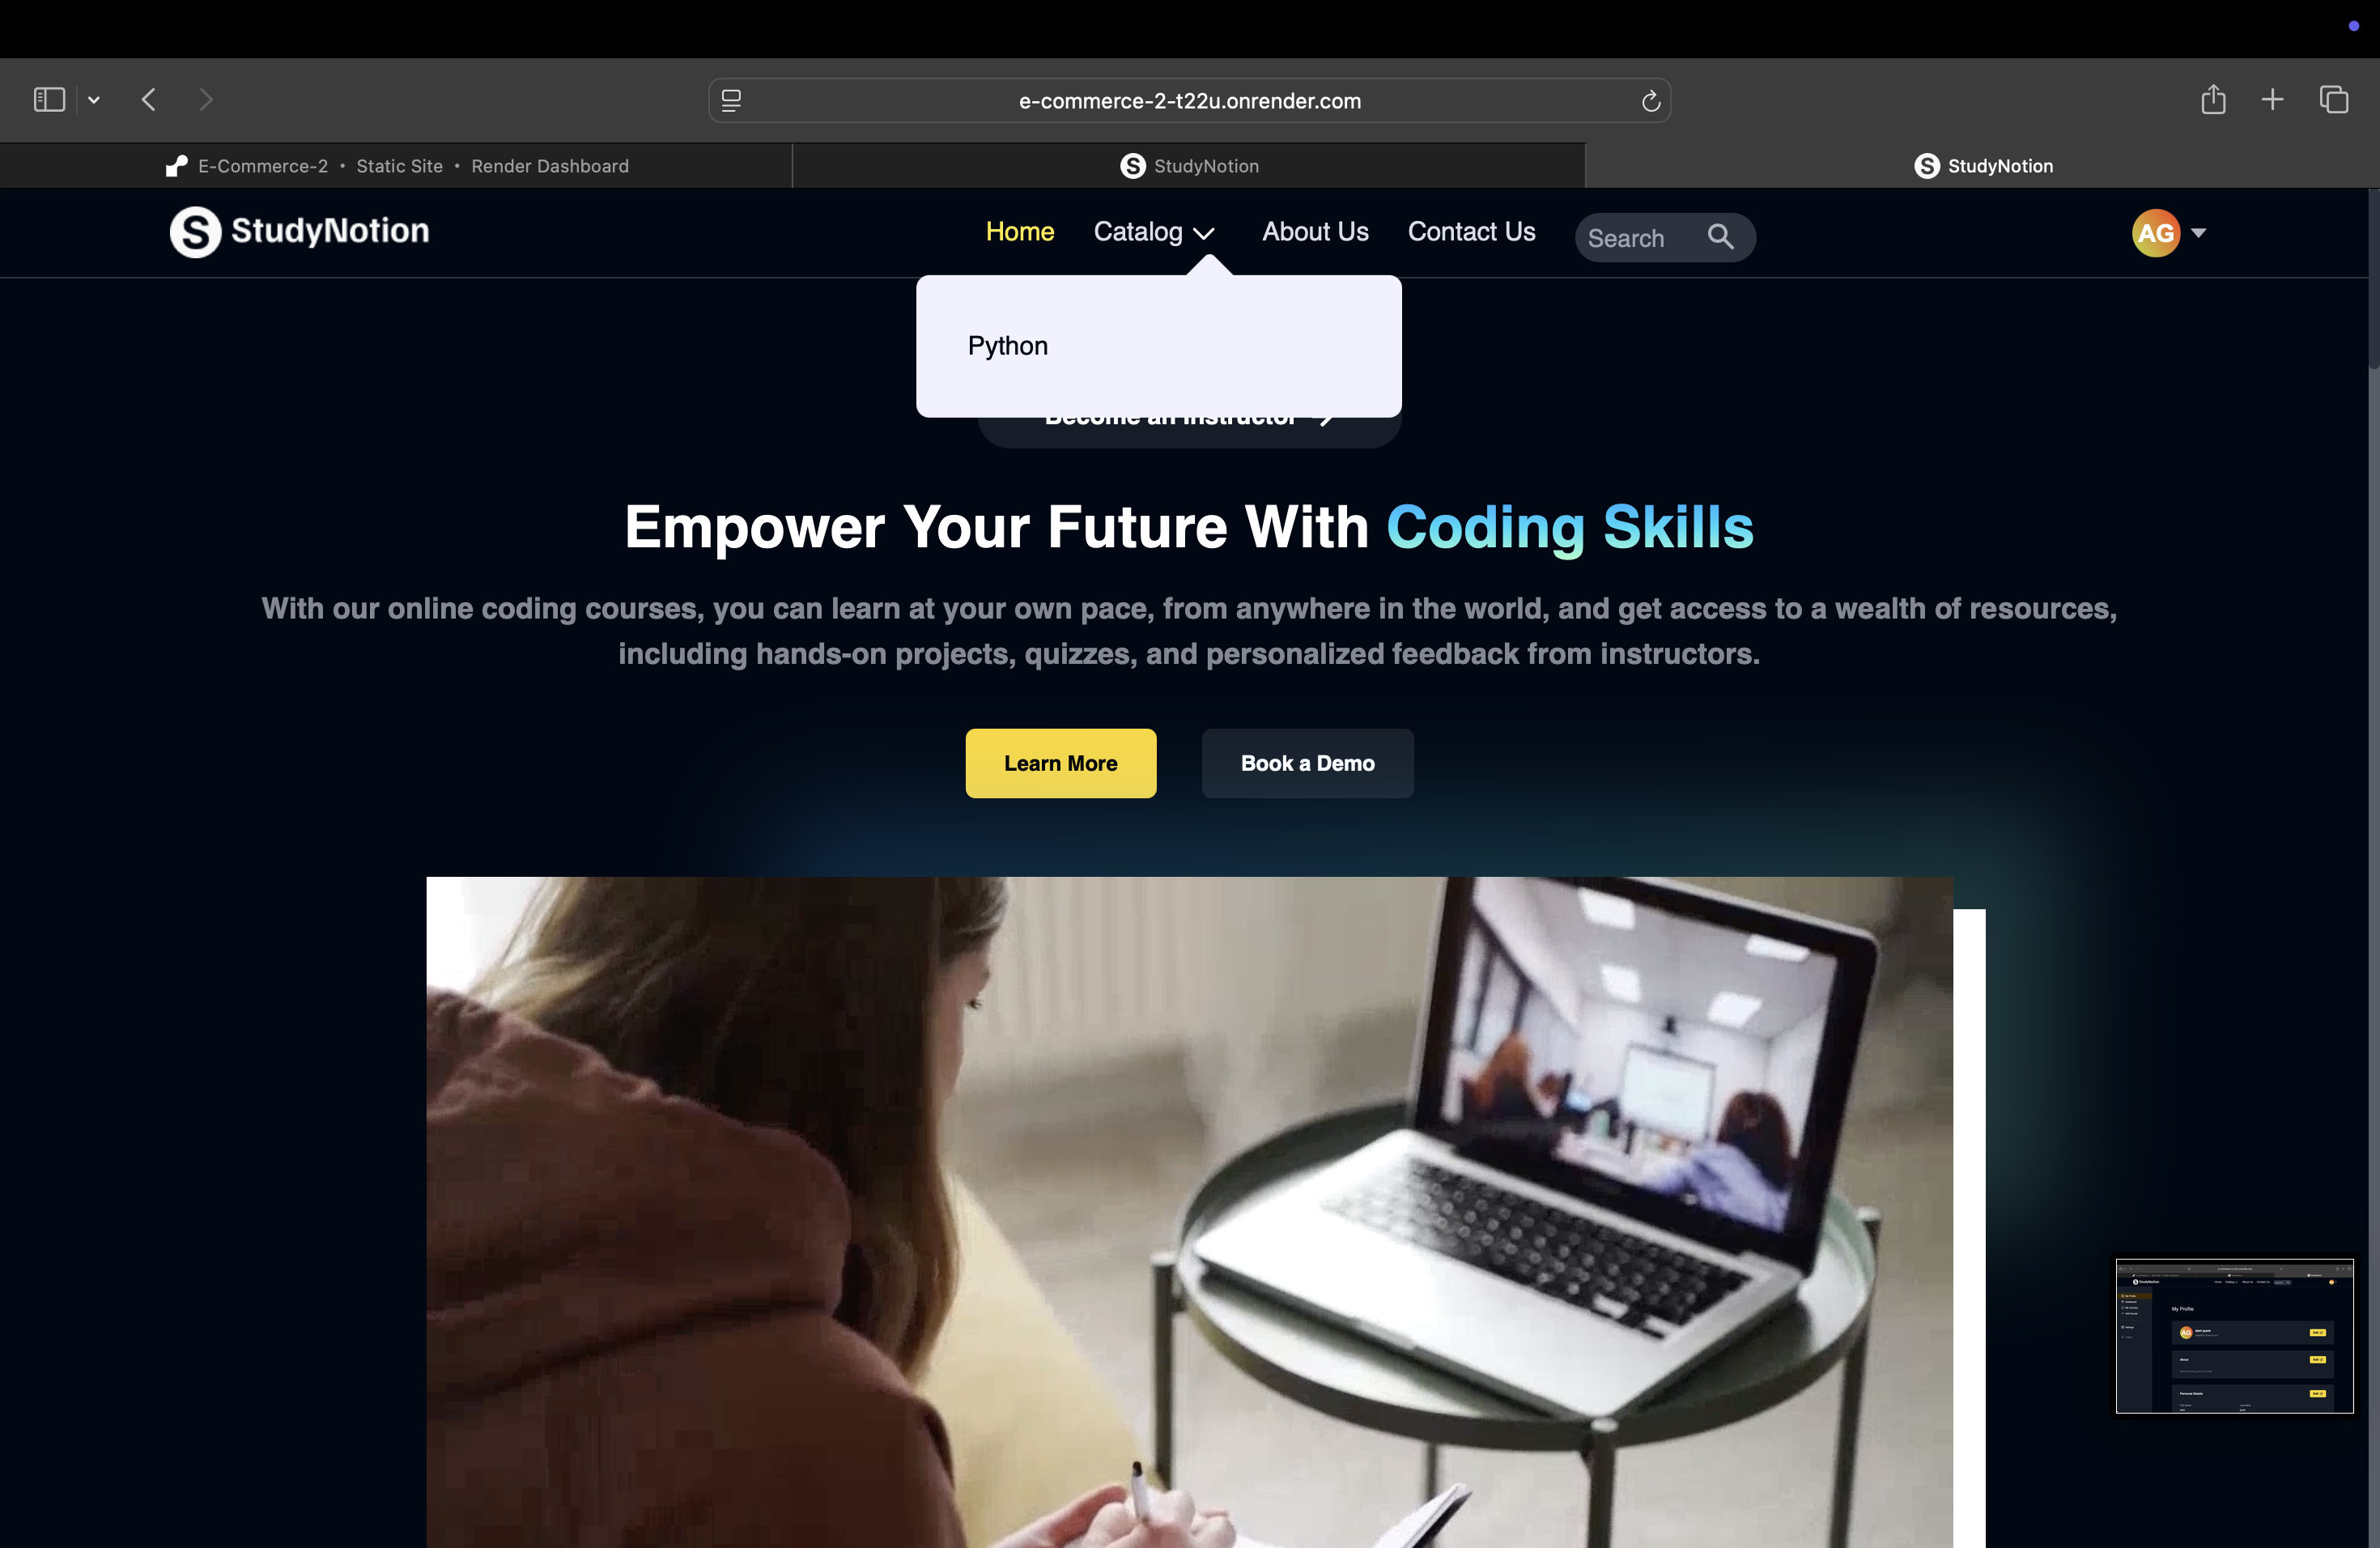 e-commerce-2-t22u.onrender.com
E-Commerce-2 • Static Site • Render Dashboard
StudyNotion
StudyNotion
StudyNotion
Home
Catalog
About Us
Contact Us
Search
AG
Python
Become an Instructor
Empower Your Future With Coding Skills
With our online coding courses, you can learn at your own pace, from anywhere in the world, and get access to a wealth of resources,
including hands-on projects, quizzes, and personalized feedback from instructors.
Learn More
Book a Demo
My Profile
AG